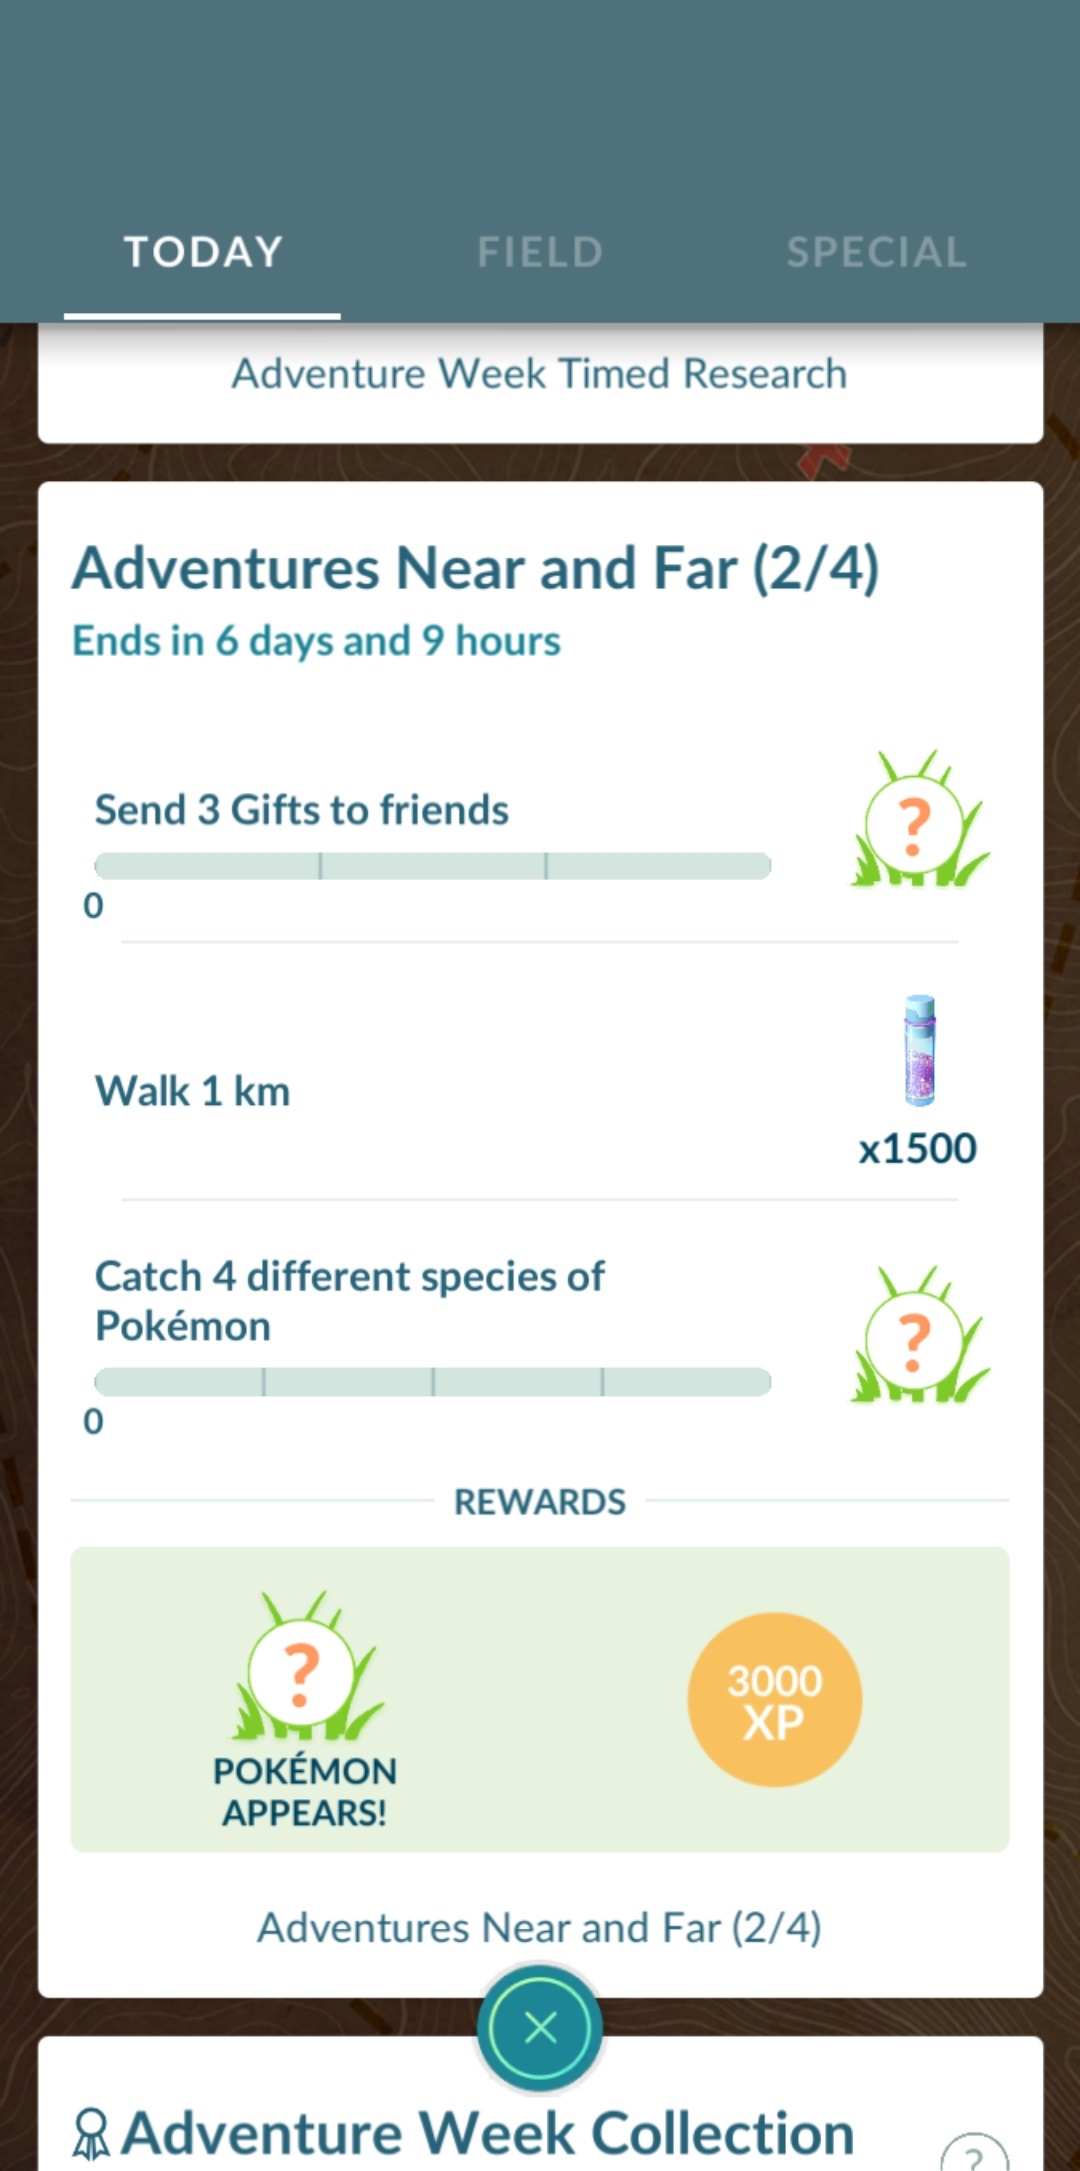 TODAY FIELD SPECIAL
Adventure Week Timed Research
Adventures Near and Far (2/4)
Ends in 6 days and 9 hours
Send 3 Gifts to friends
?
0
Walk 1 km
x1500
Catch 4 different species of
Pokémon
?
0
REWARDS
?
POKÉMON
APPEARS!
3000
XP
Adventures Near and Far (2/4)
Adventure Week Collection
?